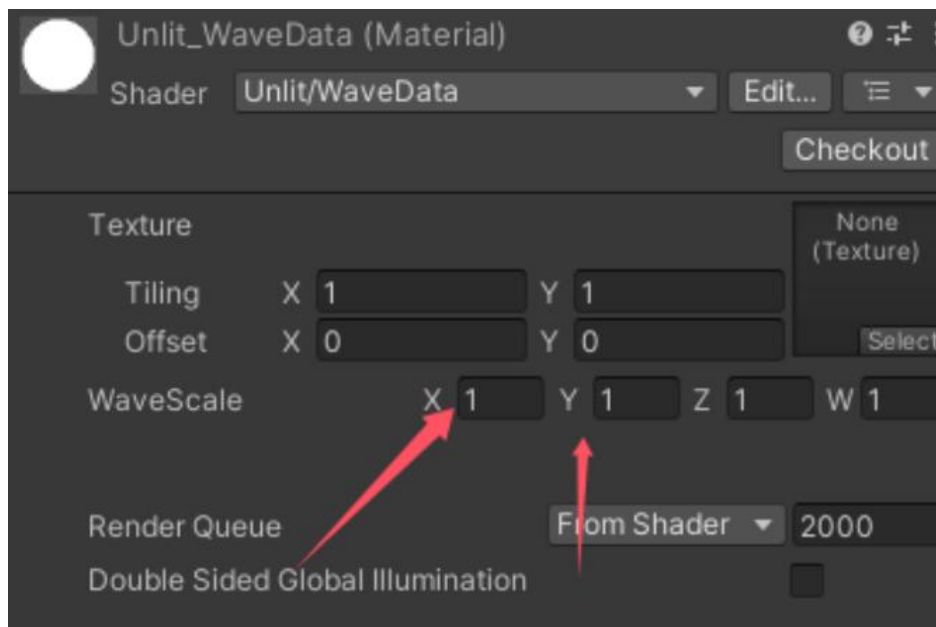 Unlit_WaveData (Material)
Shader Unlit/WaveData Edit...
Checkout
Texture None
(Texture)
Tiling X 1 Y 1
Offset X 0 Y 0 Select
WaveScale X 1 Y 1 Z 1 W 1
Render Queue From Shader 2000
Double Sided Global Illumination